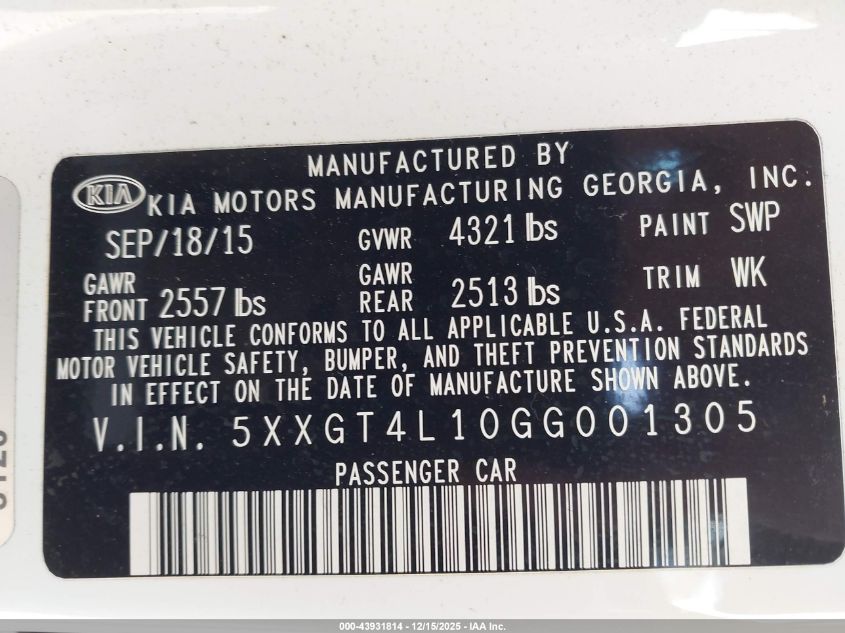 MANUFACTURED BY
KIA KIA MOTORS MANUFACTURING GEORGIA, INC.
SEP/18/15 GVWR 4321 lbs PAINT SWP
GAWR FRONT 2557 lbs GAWR REAR 2513 lbs TRIM WK
THIS VEHICLE CONFORMS TO ALL APPLICABLE U.S.A. FEDERAL
MOTOR VEHICLE SAFETY, BUMPER, AND THEFT PREVENTION STANDARDS
IN EFFECT ON THE DATE OF MANUFACTURE SHOWN ABOVE.
V.I.N. 5XXGT4L10GG001305
PASSENGER CAR
000-43931814 - 12/15/2025 - IAA Inc.